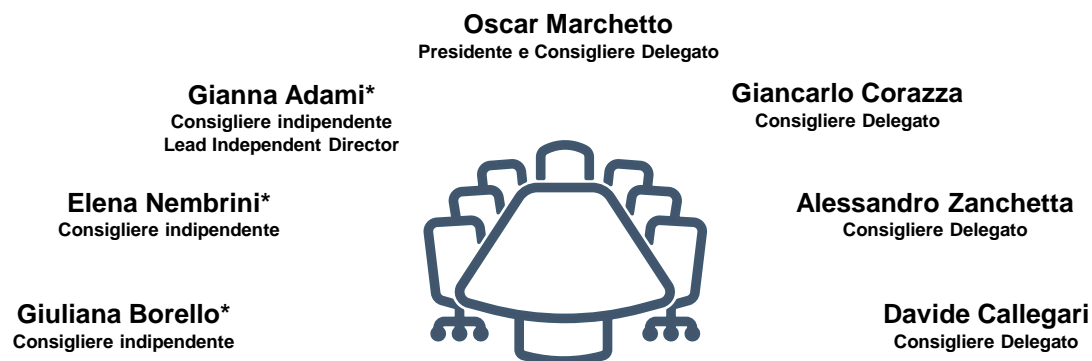 Oscar Marchetto
Presidente e Consigliere Delegato
Gianna Adami*
Consigliere indipendente
Lead Independent Director
Giancarlo Corazza
Consigliere Delegato
Elena Nembrini*
Consigliere indipendente
Alessandro Zanchetta
Consigliere Delegato
Giuliana Borello*
Consigliere indipendente
Davide Callegari
Consigliere Delegato